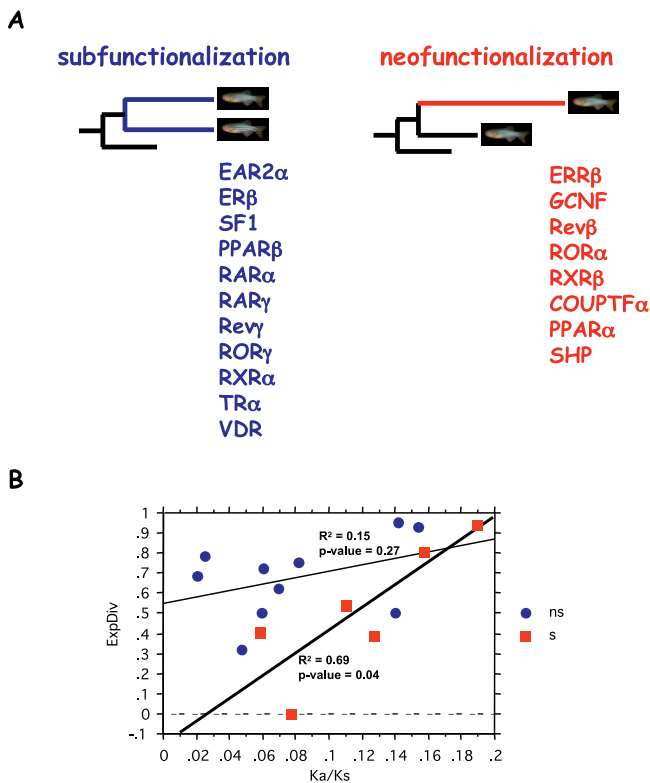 A
subfunctionalization
neofunctionalization
EAR2α
ERβ
SF1
PPARβ
RARα
RARγ
Revγ
RORγ
RXRα
TRα
VDR
ERRβ
GCNF
Revβ
RORα
RXRβ
COUPTFα
PPARα
SHP
B
1
.9
.8
.7
.6
.5
.4
.3
.2
.1
0
-.1
ExpDiv
R² = 0.15
p-value = 0.27
R² = 0.69
p-value = 0.04
ns
s
0 .02 .04 .06 .08 .1 .12 .14 .16 .18 .2
Ka/Ks